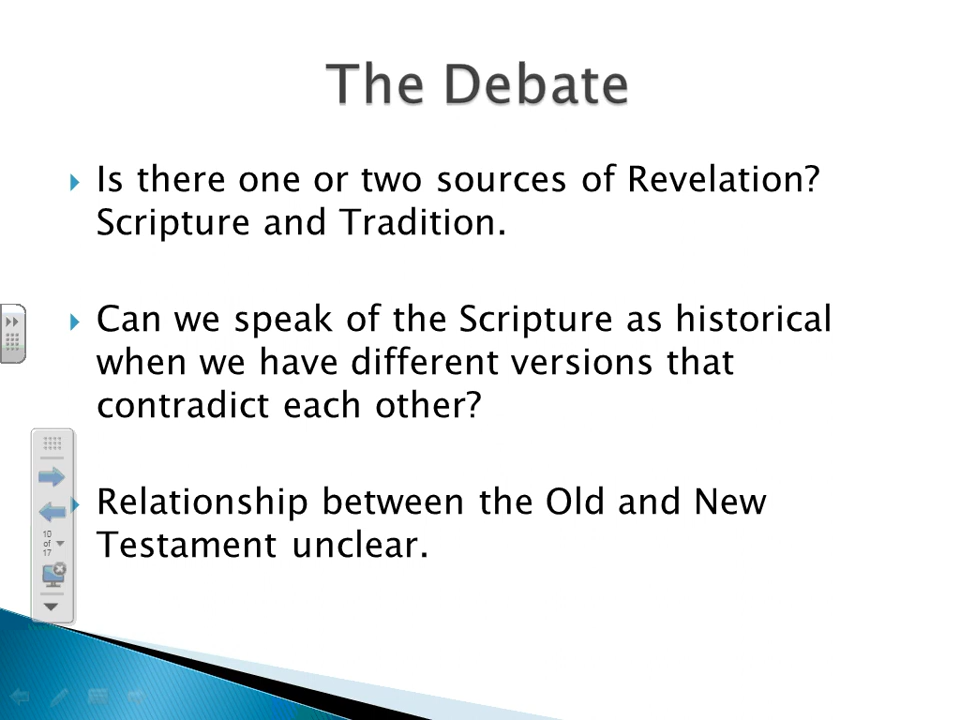 The Debate
Is there one or two sources of Revelation?
Scripture and Tradition.
Can we speak of the Scripture as historical
when we have different versions that
contradict each other?
Relationship between the Old and New
Testament unclear.
10
of
17